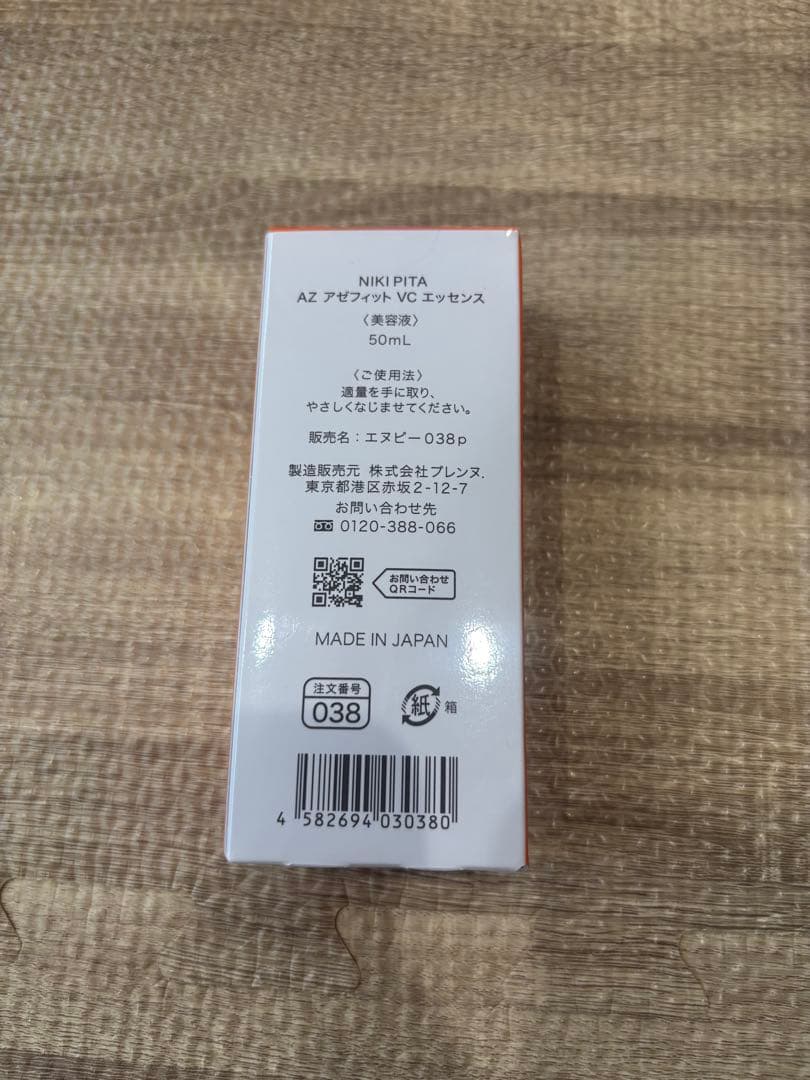 NIKI PITA
AZ アゼフィット VC エッセンス
〈美容液〉
50mL
〈ご使用法〉
適量を手に取り、
やさしくなじませてください。
販売名：エヌピー038p
製造販売元 株式会社プレンヌ.
東京都港区赤坂2-12-7
お問い合わせ先
0120-388-066
お問い合わせ
QRコード
MADE IN JAPAN
注文番号
038
紙 箱
4 582694 030380